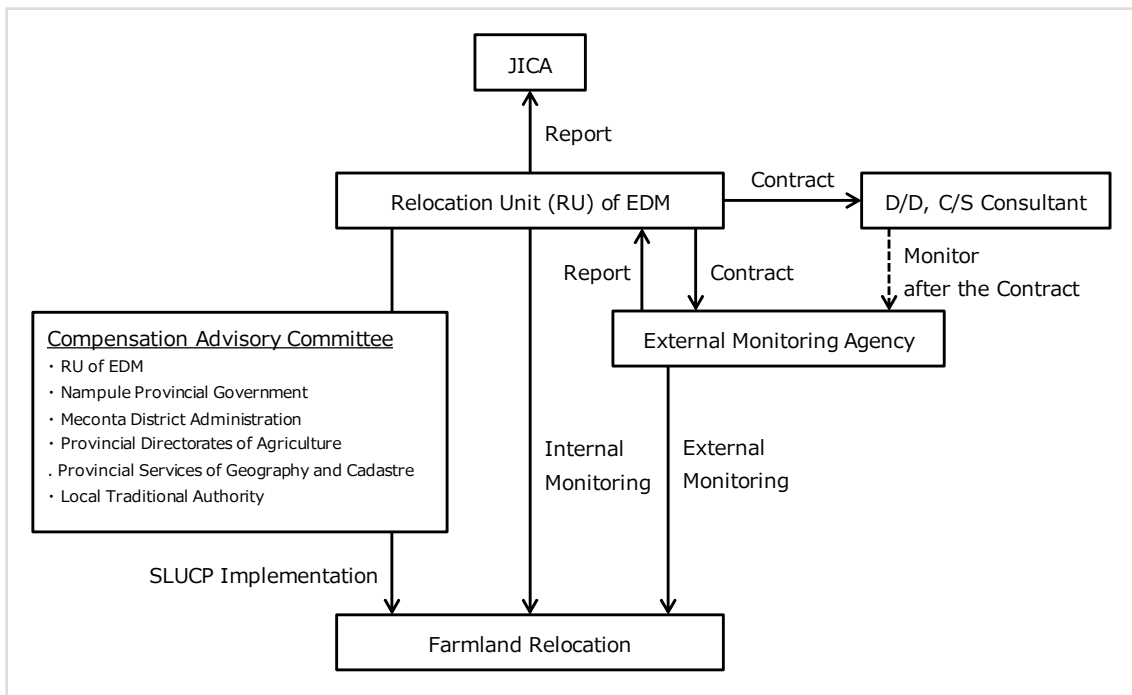 JICA
Report
Contract
Relocation Unit (RU) of EDM
D/D, C/S Consultant
Report
Contract
Monitor
after the Contract
Compensation Advisory Committee
・RU of EDM
・Nampule Provincial Government
・Meconta District Administration
・Provincial Directorates of Agriculture
. Provincial Services of Geography and Cadastre
・Local Traditional Authority
External Monitoring Agency
Internal
Monitoring
External
Monitoring
SLUCP Implementation
Farmland Relocation